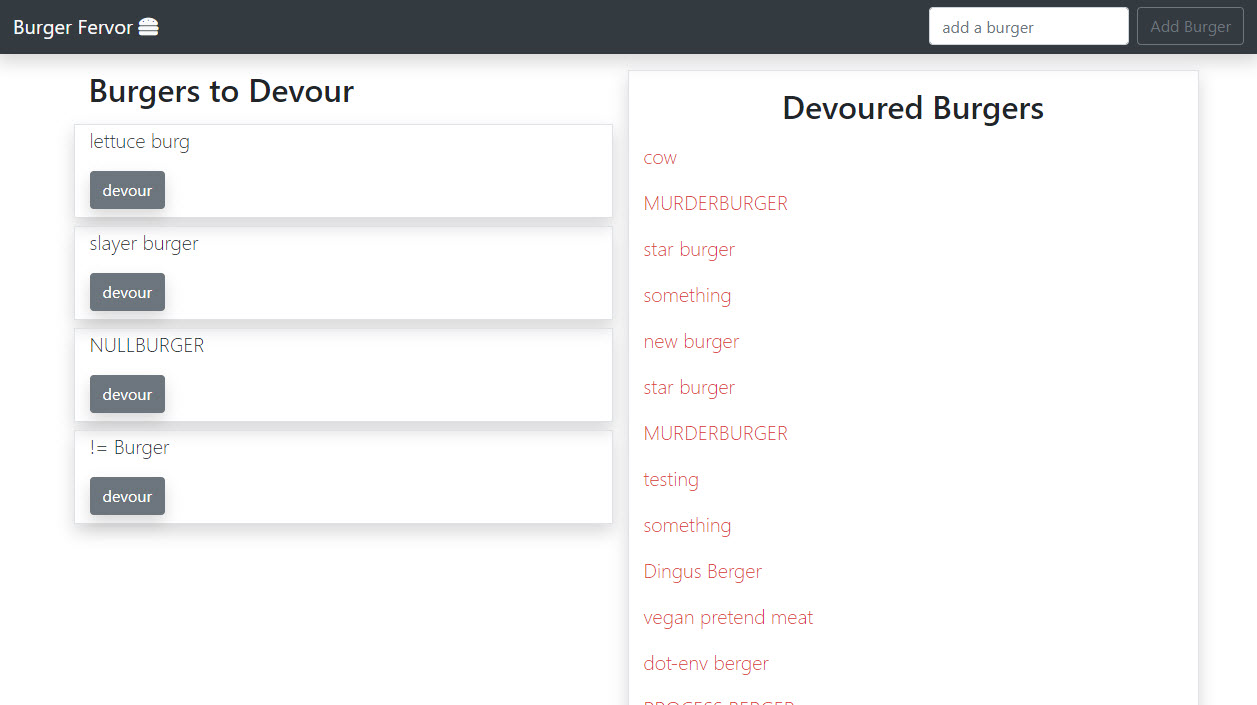 Burger Fervor
add a burger
Add Burger
Burgers to Devour
lettuce burg
devour
slayer burger
devour
NULLBURGER
devour
!= Burger
devour
Devoured Burgers
cow
MURDERBURGER
star burger
something
new burger
star burger
MURDERBURGER
testing
something
Dingus Berger
vegan pretend meat
dot-env berger
PROCESS BERGER